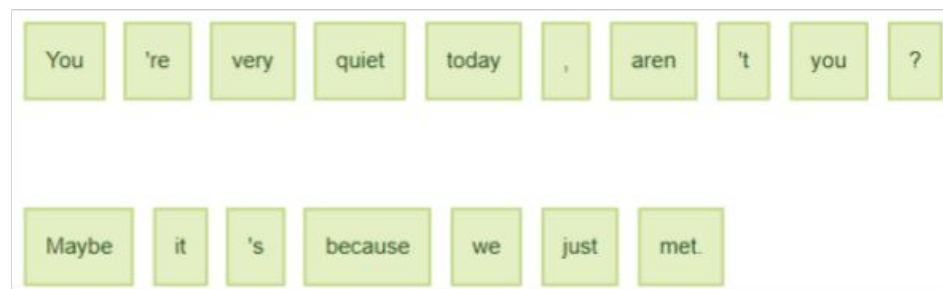 You 're very quiet today , aren 't you ?
Maybe it 's because we just met.